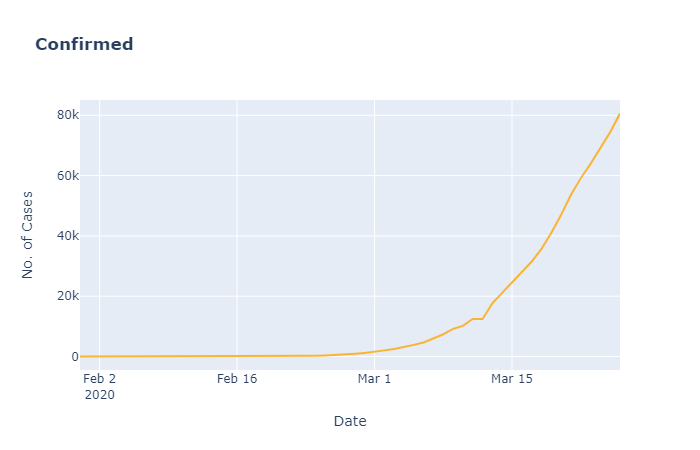 Confirmed
80k
60k
40k
20k
0
No. of Cases
Feb 2
2020
Feb 16
Mar 1
Mar 15
Date